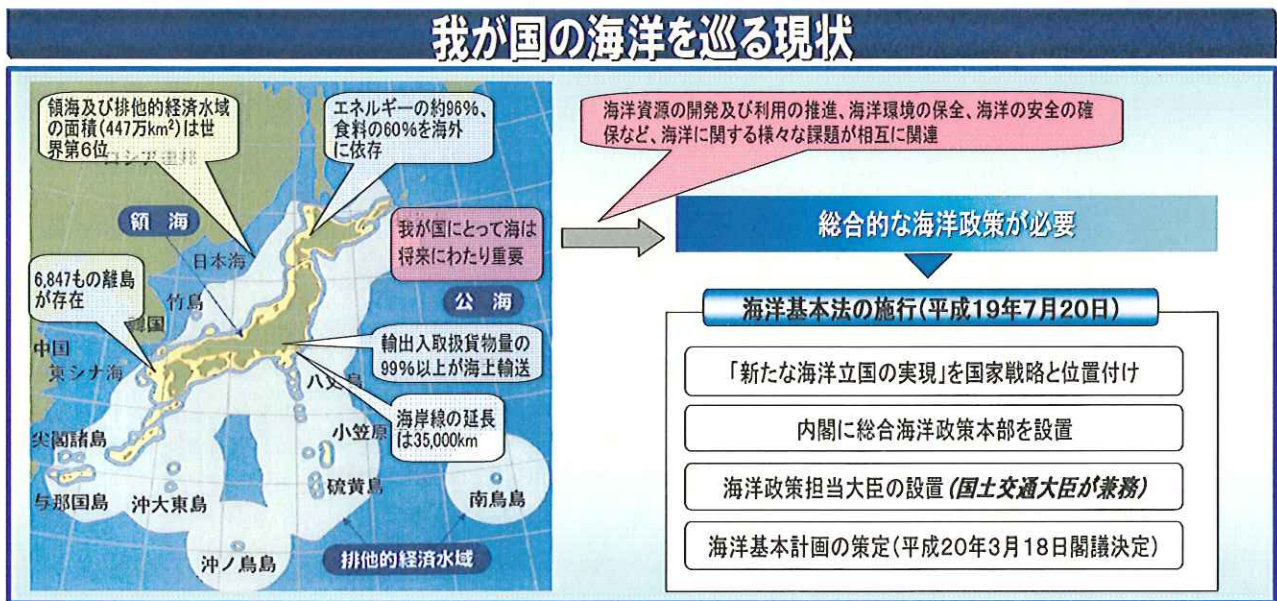 我が国の海洋を巡る現状
領海及び排他的経済水域
の面積(447万km²)は世
界第6位
エネルギーの約96%、
食料の60%を海外
に依存
海洋資源の開発及び利用の推進、海洋環境の保全、海洋の安全の確
保など、海洋に関する様々な課題が相互に関連
領海
日本海
我が国にとって海は
将来にわたり重要
総合的な海洋政策が必要
6,847もの離島
が存在
竹島
公海
韓国
中国
東シナ海
輸出入取扱貨物量の
99%以上が海上輸送
八丈島
海岸線の延長
は35,000km
小笠原
尖閣諸島
与那国島
沖大東島
硫黄島
南鳥島
沖ノ鳥島
排他的経済水域
海洋基本法の施行(平成19年7月20日)
「新たな海洋立国の実現」を国家戦略と位置付け
内閣に総合海洋政策本部を設置
海洋政策担当大臣の設置(国土交通大臣が兼務)
海洋基本計画の策定(平成20年3月18日閣議決定)